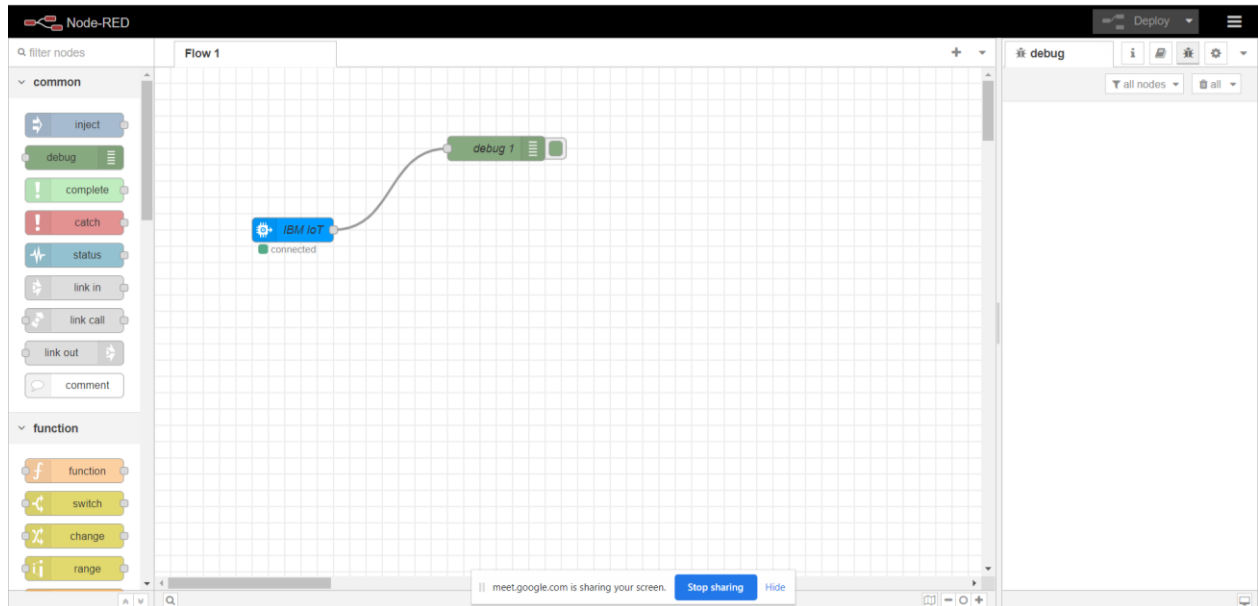 Node-RED
Deploy
filter nodes
Flow 1
debug
i
common
all nodes
all
inject
debug
complete
catch
status
link in
link call
link out
comment
debug 1
IBM IoT
connected
function
function
switch
change
range
meet.google.com is sharing your screen.
Stop sharing
Hide